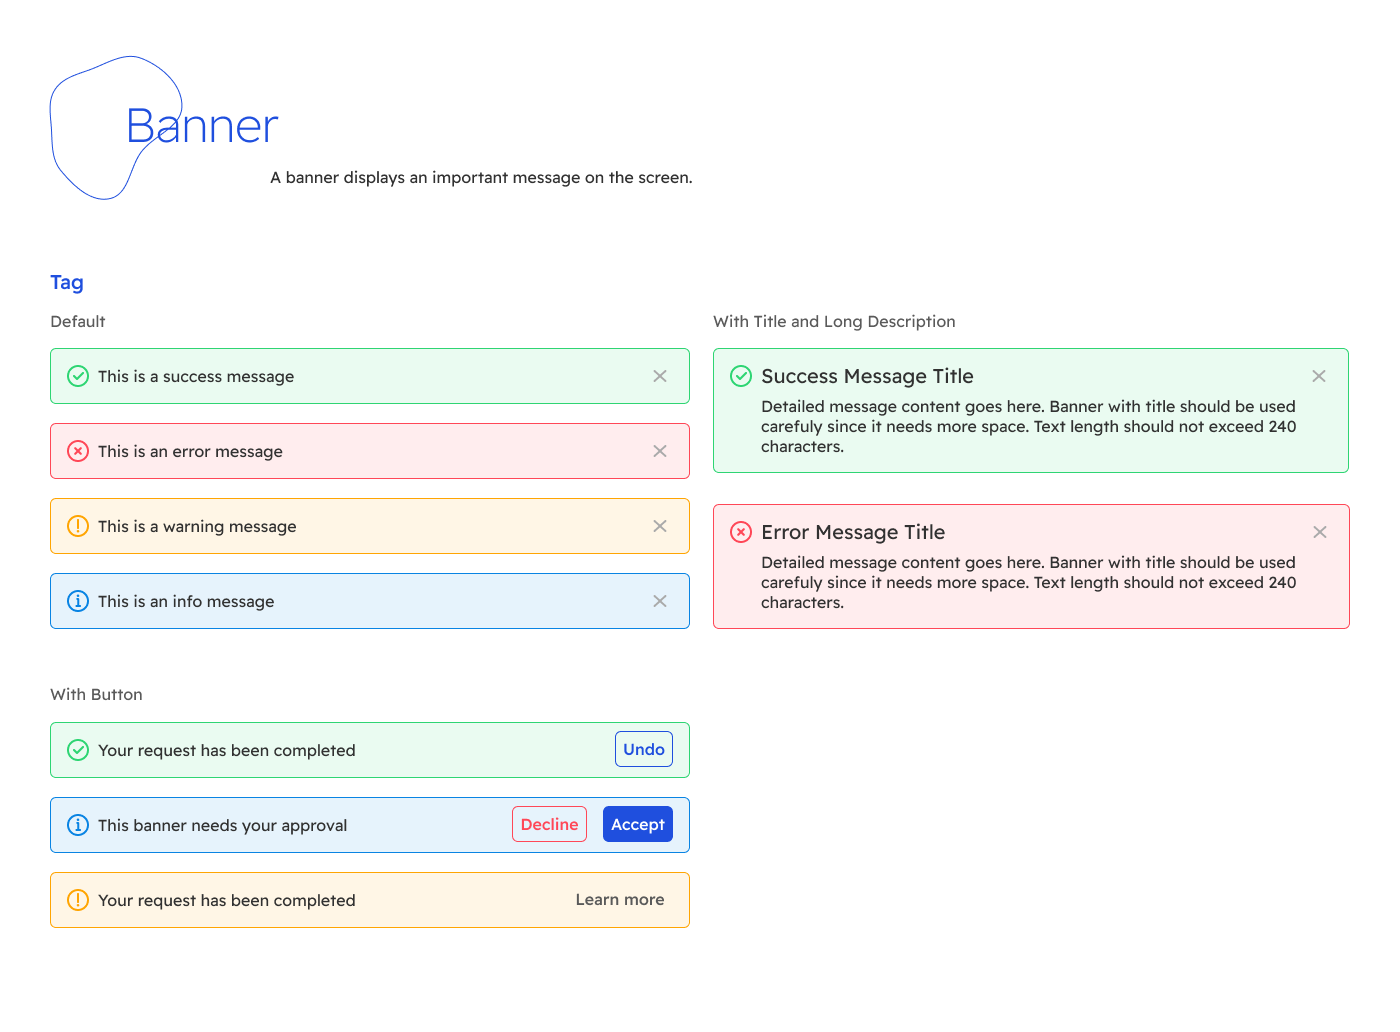 Banner
A banner displays an important message on the screen.
Tag
Default
This is a success message
This is an error message
This is a warning message
This is an info message
With Title and Long Description
Success Message Title
Detailed message content goes here. Banner with title should be used
carefuly since it needs more space. Text length should not exceed 240
characters.
Error Message Title
Detailed message content goes here. Banner with title should be used
carefuly since it needs more space. Text length should not exceed 240
characters.
With Button
Your request has been completed
Undo
This banner needs your approval
Decline
Accept
Your request has been completed
Learn more